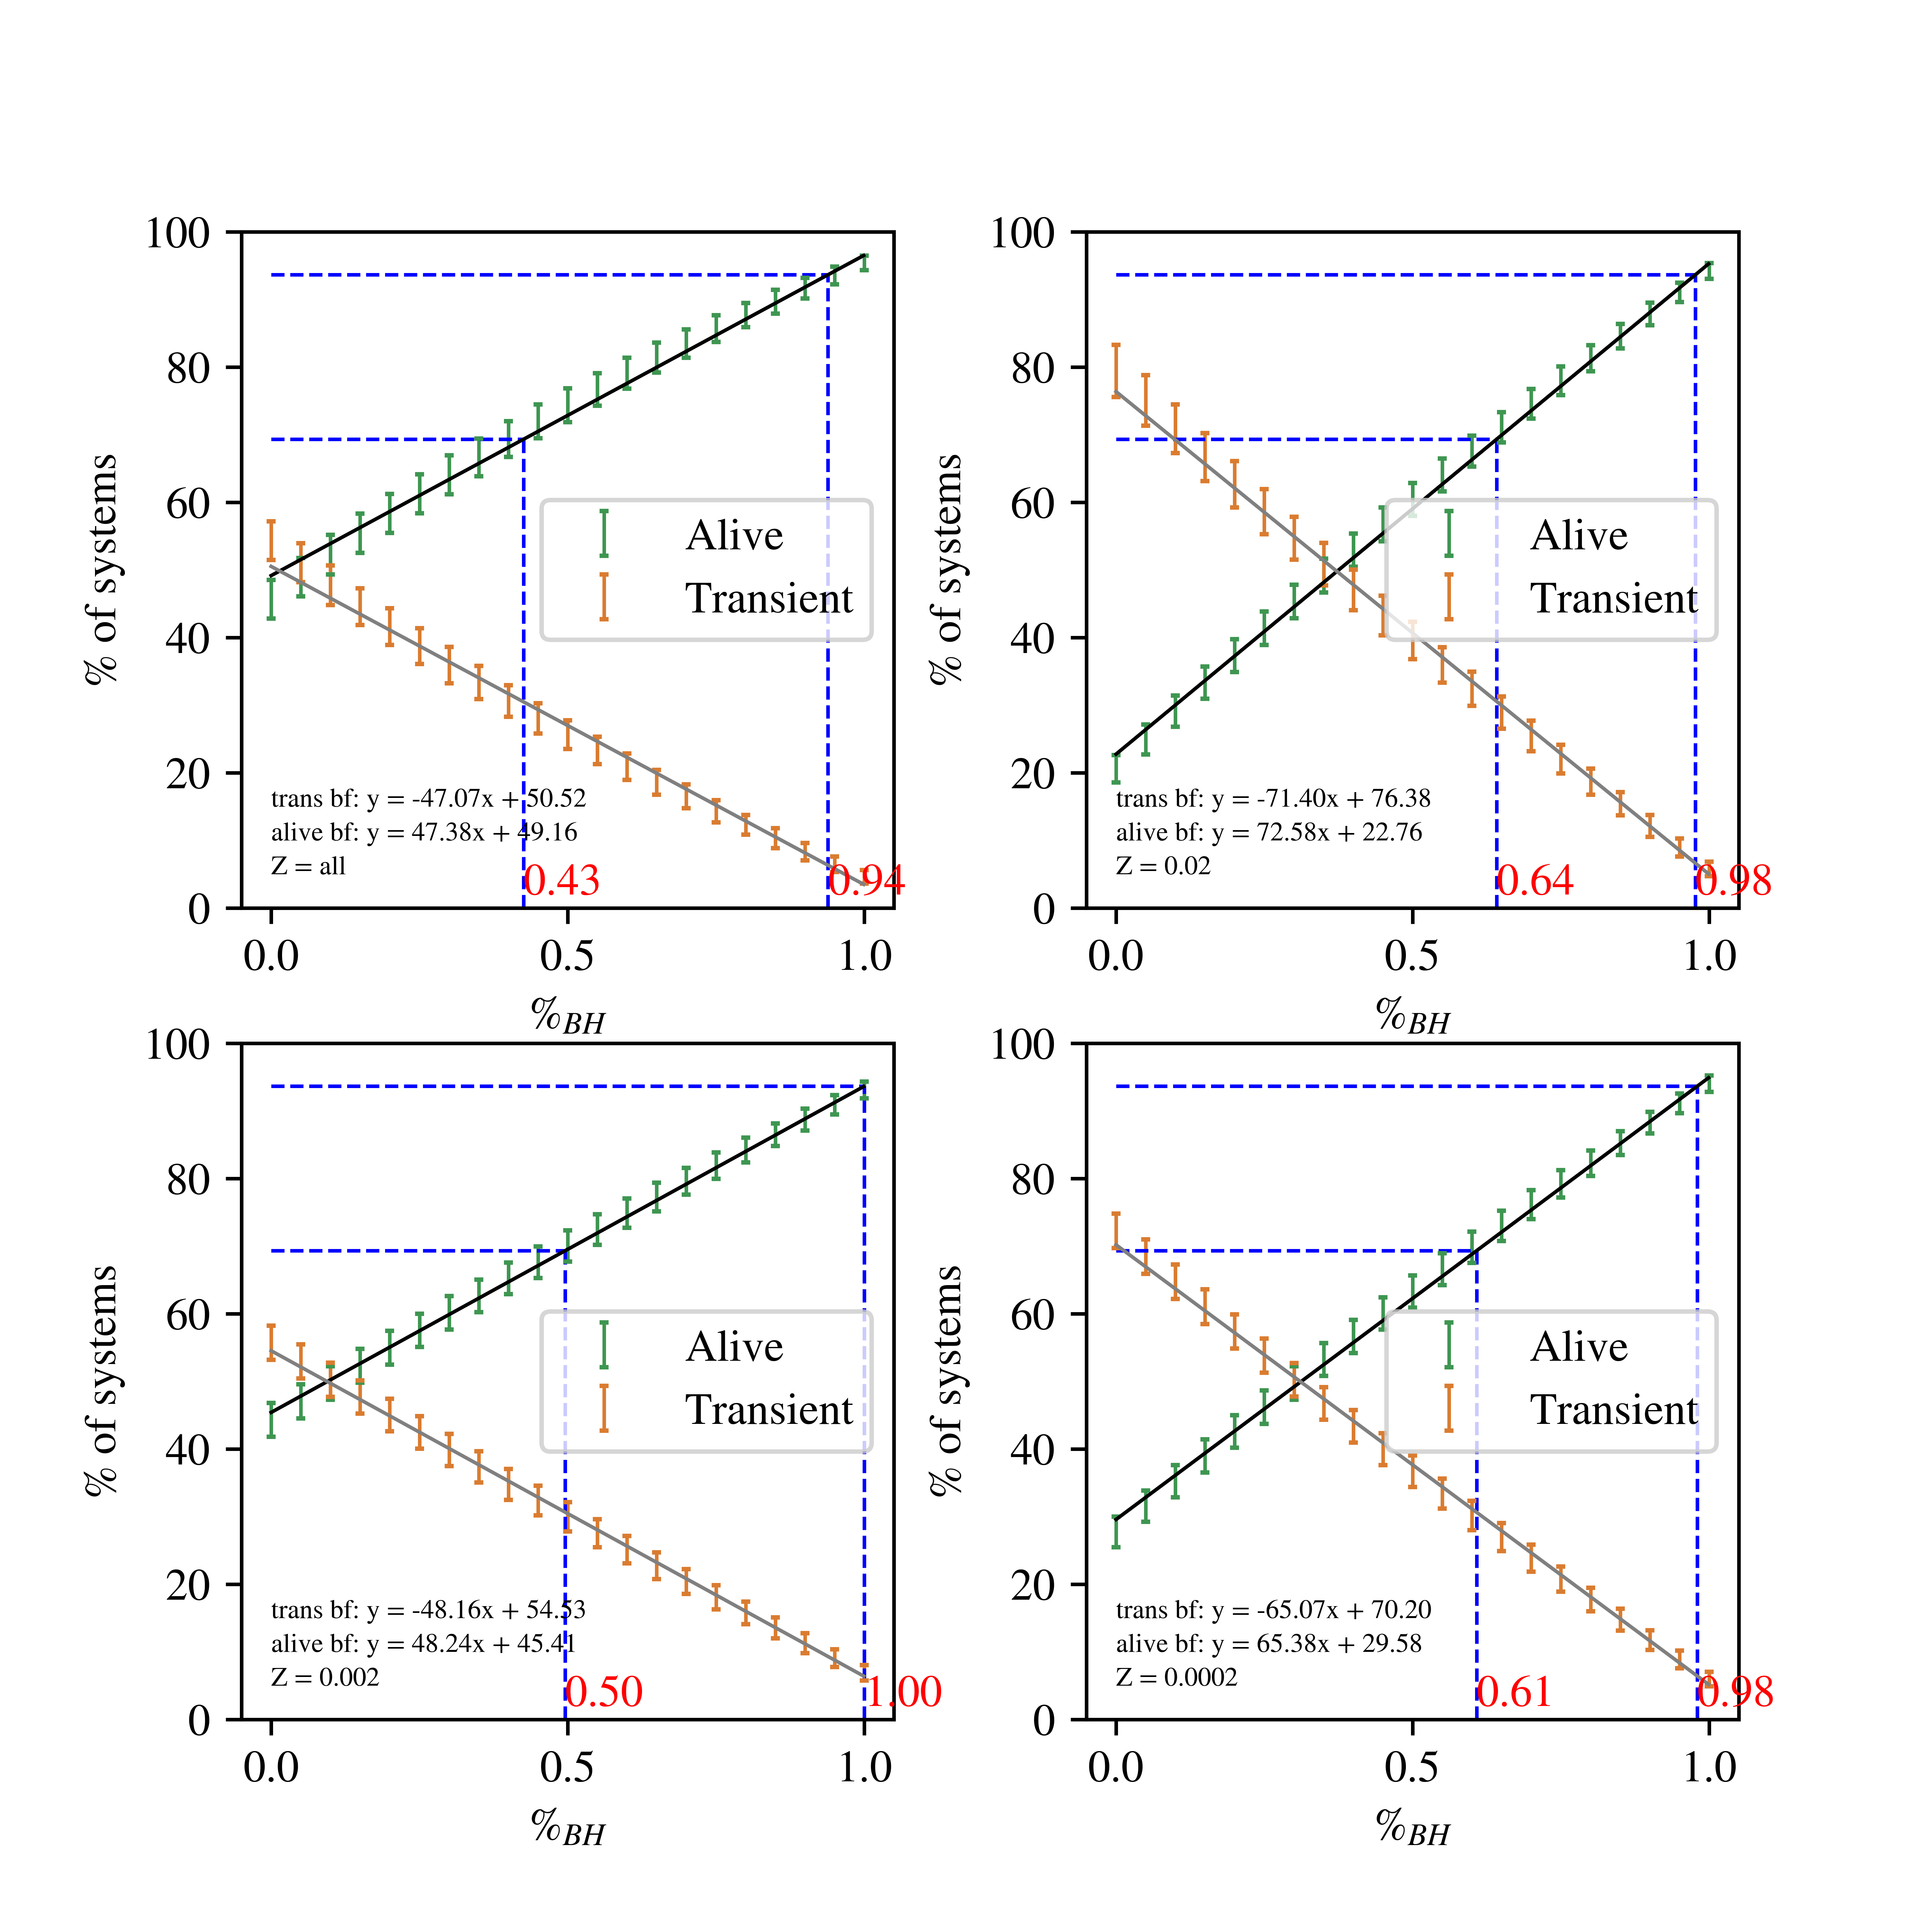 100
80
60
40
20
0
% of systems
Alive
Transient
trans bf: y = -47.07x + 50.52
alive bf: y = 47.38x + 49.16
Z = all
0.43
0.94
0.0
0.5
1.0
%BH
100
80
60
40
20
0
% of systems
Alive
Transient
trans bf: y = -71.40x + 76.38
alive bf: y = 72.58x + 22.76
Z = 0.02
0.64
0.98
0.0
0.5
1.0
%BH
100
80
60
40
20
0
% of systems
Alive
Transient
trans bf: y = -48.16x + 54.53
alive bf: y = 48.24x + 45.41
Z = 0.002
0.50
1.00
0.0
0.5
1.0
%BH
100
80
60
40
20
0
% of systems
Alive
Transient
trans bf: y = -65.07x + 70.20
alive bf: y = 65.38x + 29.58
Z = 0.0002
0.61
0.98
0.0
0.5
1.0
%BH